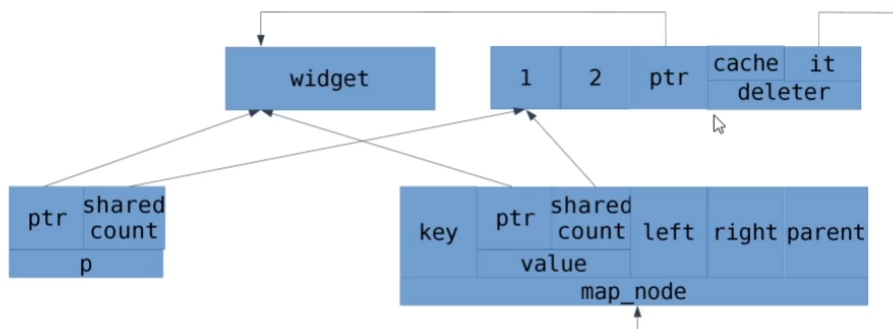 widget
1 2 ptr cache it
deleter
ptr shared count
p
key ptr shared count left right parent
value
map_node